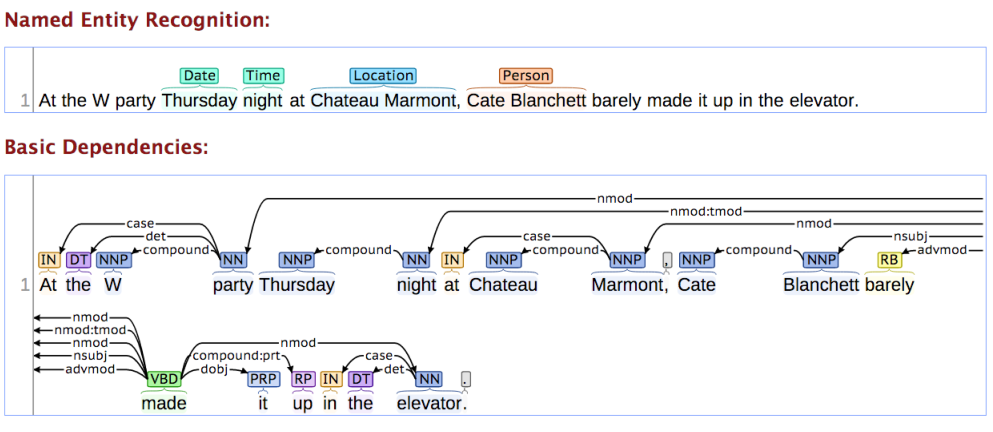 Named Entity Recognition:
Date Time Location Person
1 At the W party Thursday night at Chateau Marmont, Cate Blanchett barely made it up in the elevator.
Basic Dependencies:
nmod
nmod:tmod
case nmod
det case nsubj
compound compound compound compound advmod
IN DT NNP NN NNP NN IN NNP NNP , NNP NNP RB
1 At the W party Thursday night at Chateau Marmont, Cate Blanchett barely
nmod
nmod:tmod
nmod nmod
nsubj compound:prt case
advmod dobj det
VBD PRP RP IN DT NN .
made it up in the elevator.